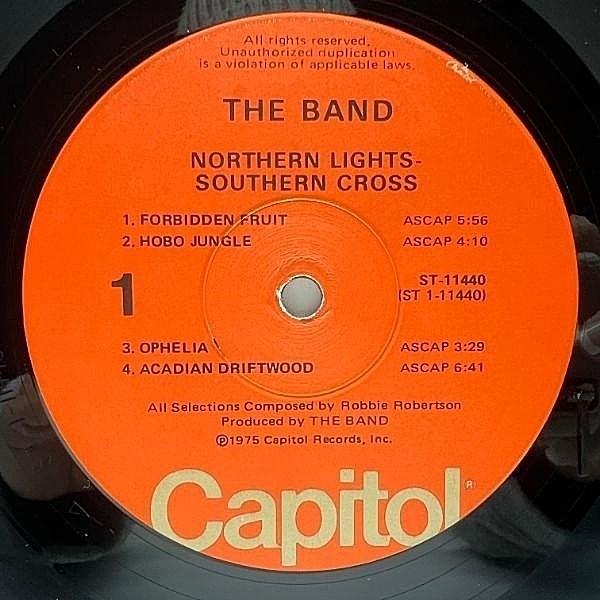 All rights reserved.
Unauthorized duplication
is a violation of applicable laws.
THE BAND
NORTHERN LIGHTS-
SOUTHERN CROSS
1. FORBIDDEN FRUIT ASCAP 5:56
2. HOBO JUNGLE ASCAP 4:10
1
ST-11440
(ST 1-11440)
3. OPHELIA ASCAP 3:29
4. ACADIAN DRIFTWOOD ASCAP 6:41
All Selections Composed by Robbie Robertson
Produced by THE BAND
℗1975 Capitol Records, Inc.
Capitol®